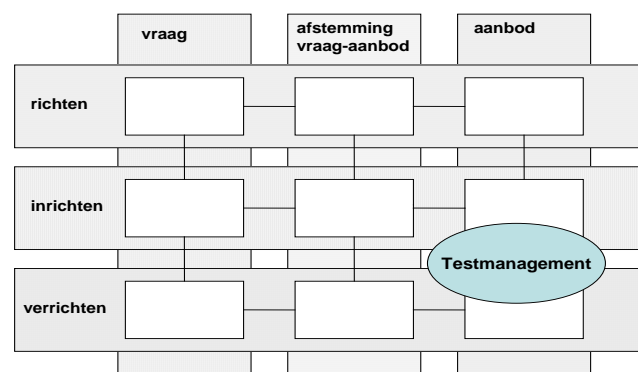 vraag
afstemming
vraag-aanbod
aanbod
richten
inrichten
Testmanagement
verrichten